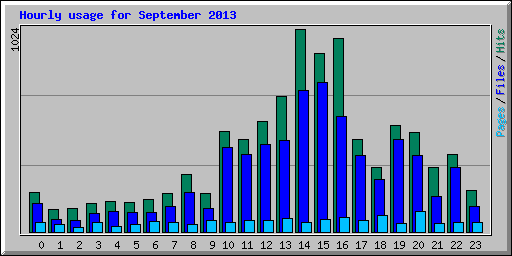 Hourly usage for September 2013
1024
Pages / Files / Hits
0 1 2 3 4 5 6 7 8 9 10 11 12 13 14 15 16 17 18 19 20 21 22 23